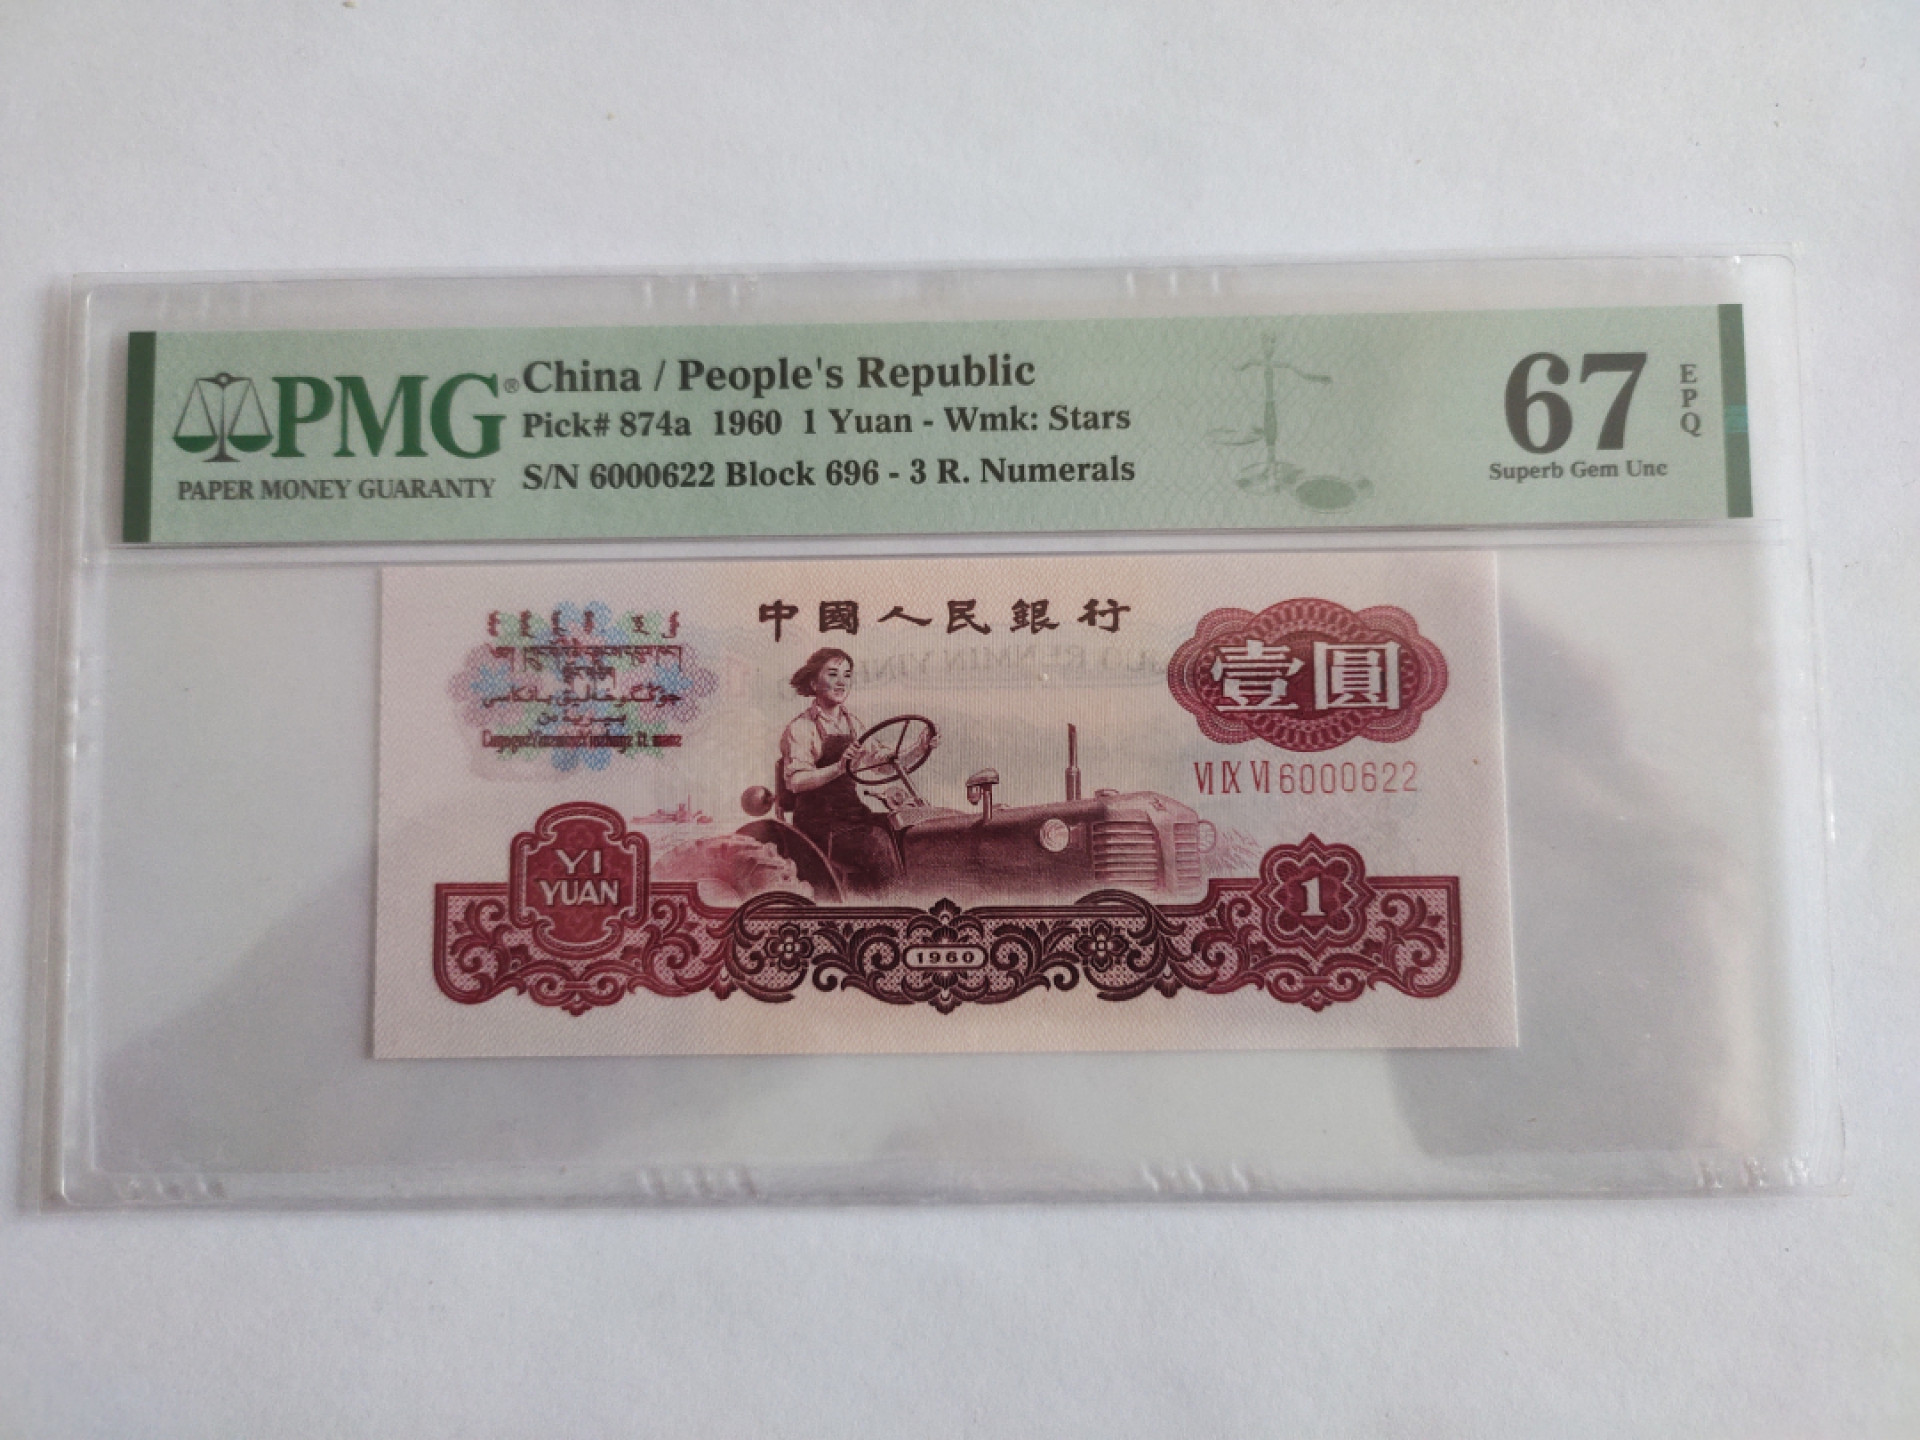 PMG®
PAPER MONEY GUARANTY
China / People's Republic
Pick# 874a 1960 1 Yuan - Wmk: Stars
S/N 6000622 Block 696 - 3 R. Numerals
67
EPQ
Superb Gem Unc
中國人民銀行
壹圓
VI IX VI 6000622
YI
YUAN
1
1960